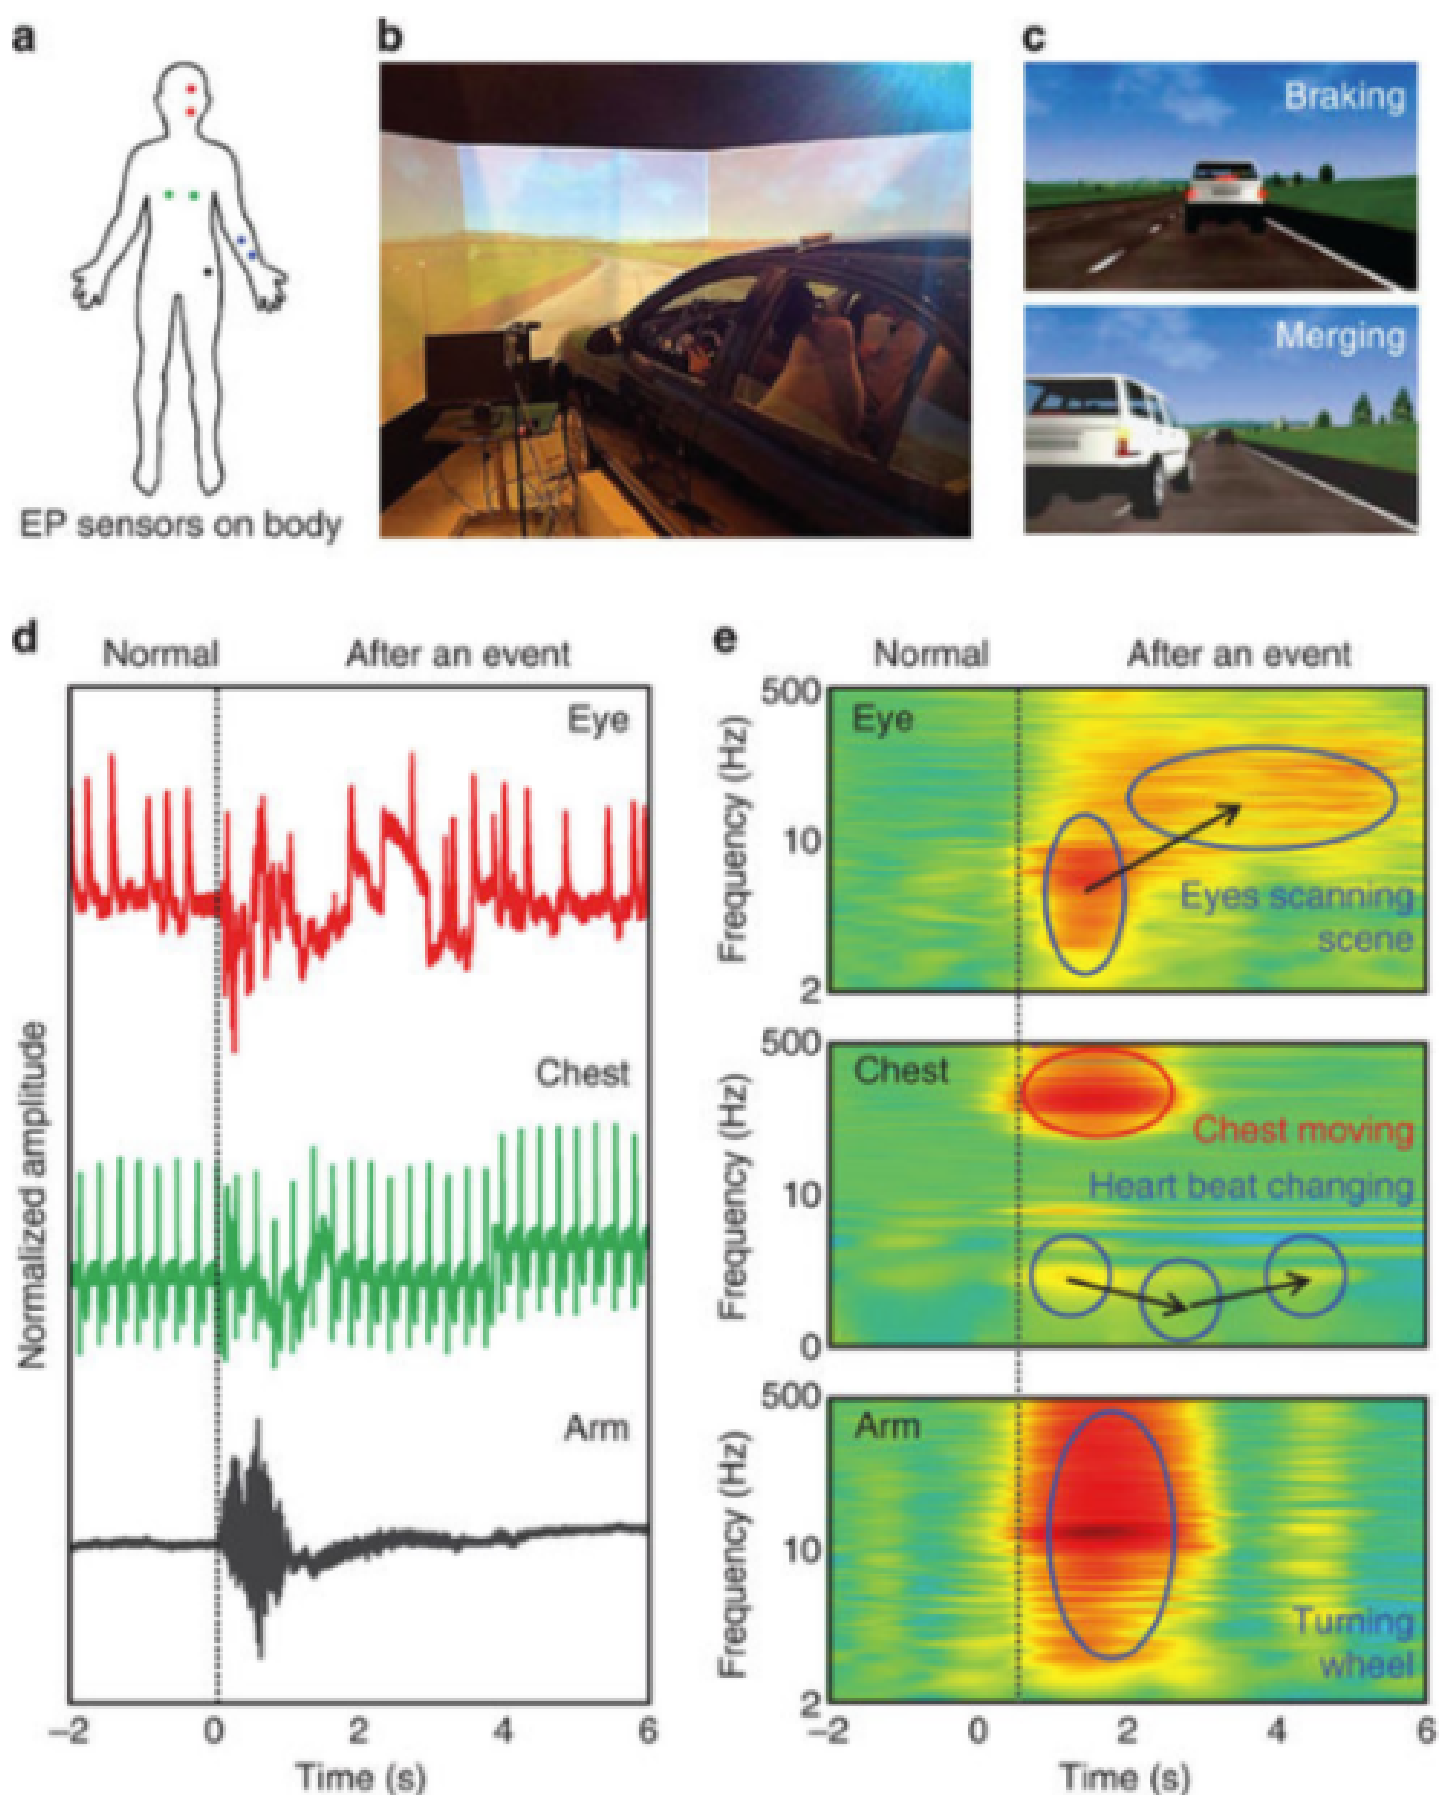 a
b
c
Braking
Merging
EP sensors on body
d
Normal
After an event
Eye
Chest
Arm
Normalized amplitude
−2
0
2
4
6
Time (s)
e
Normal
After an event
500
10
2
Frequency (Hz)
Eye
Eyes scanning
scene
500
10
0
Frequency (Hz)
Chest
Chest moving
Heart beat changing
500
10
2
Frequency (Hz)
Arm
Turning
wheel
−2
0
2
4
6
Time (s)